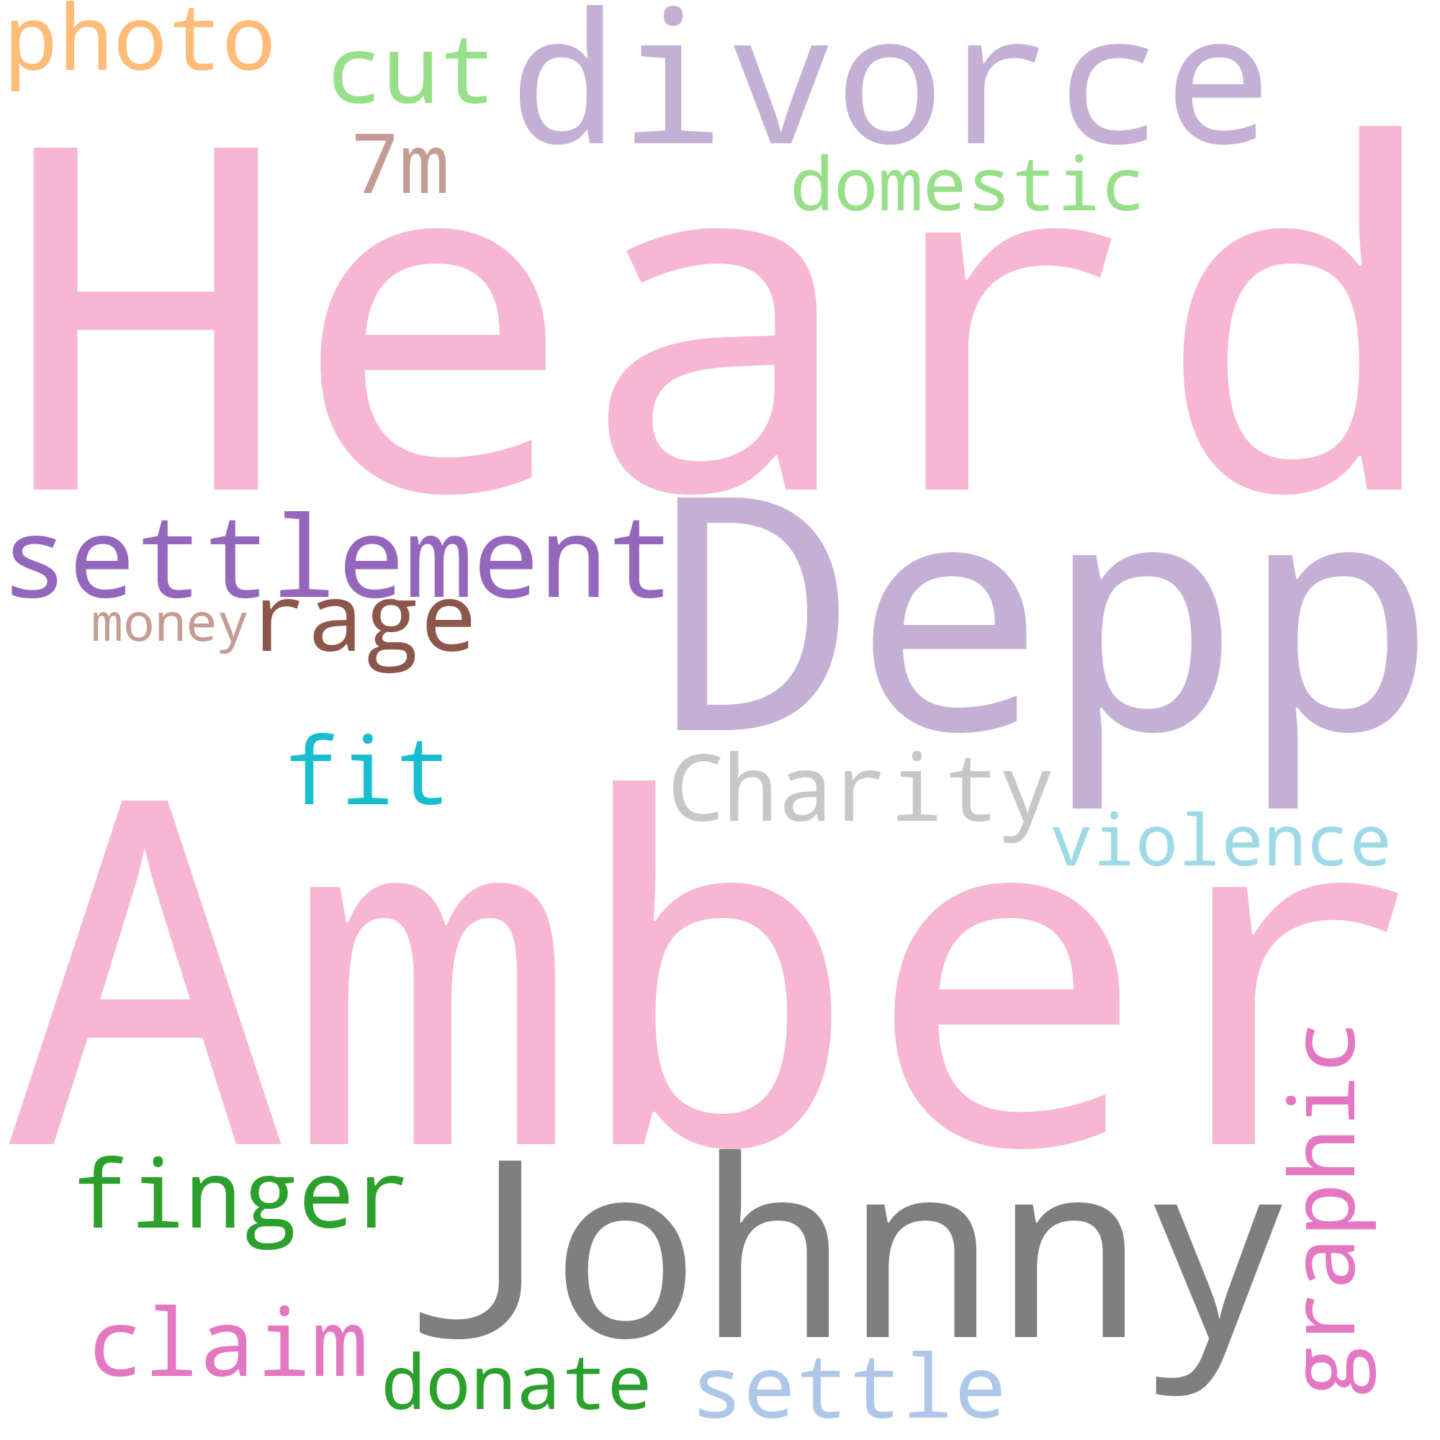 photo
cut
divorce
7m
domestic
Heard
settlement
Depp
money
rage
fit
Charity
violence
Amber
graphic
finger
Johnny
claim
donate
settle